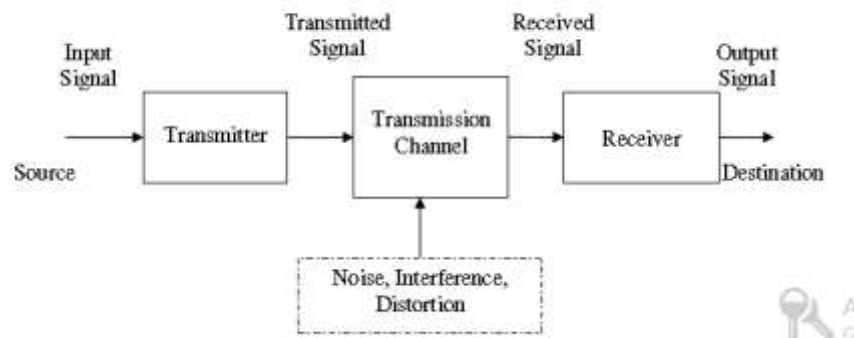 Input
Signal
Transmitted
Signal
Received
Signal
Output
Signal
Transmitter
Transmission
Channel
Receiver
Source
Destination
Noise, Interference,
Distortion